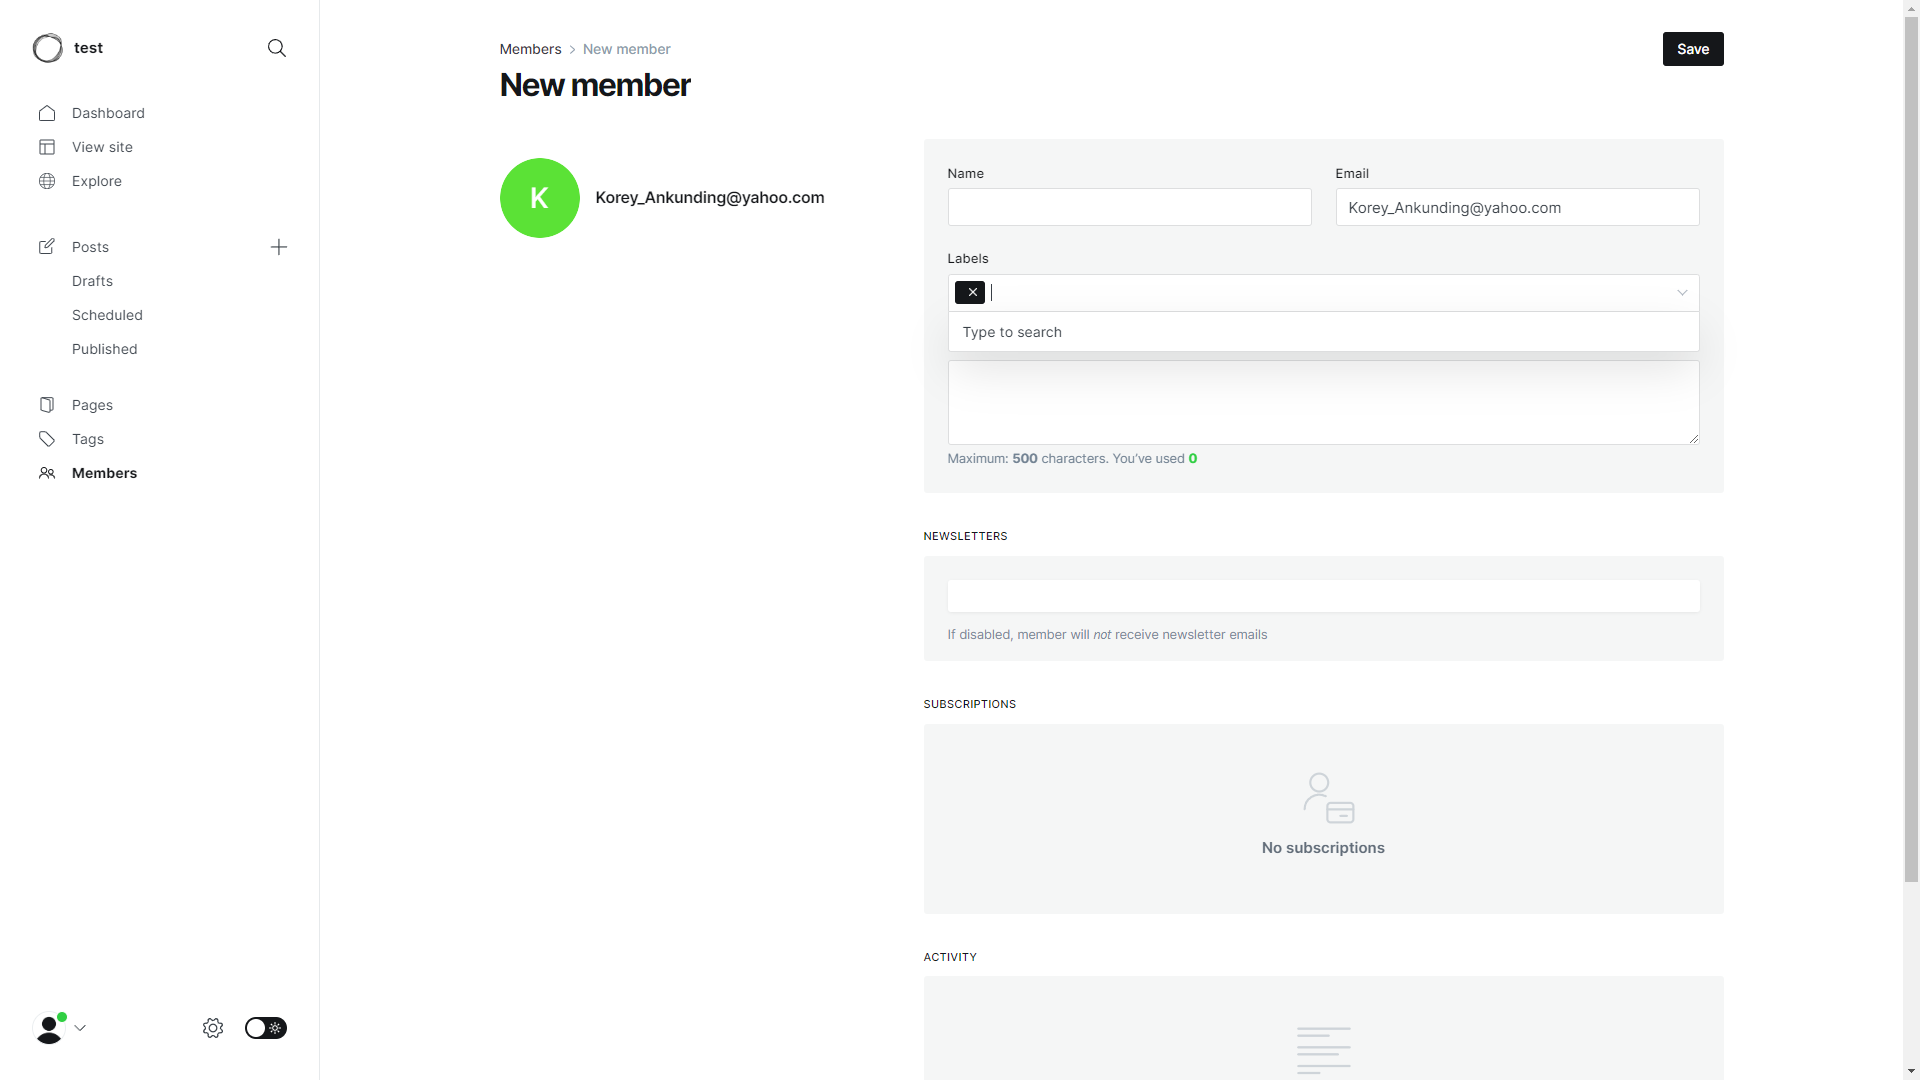 test
Dashboard
View site
Explore
Posts
Drafts
Scheduled
Published
Pages
Tags
Members
Members > New member
Save
New member
K
Korey_Ankunding@yahoo.com
Name
Email
Korey_Ankunding@yahoo.com
Labels
Type to search
Maximum: 500 characters. You've used 0
NEWSLETTERS
If disabled, member will not receive newsletter emails
SUBSCRIPTIONS
No subscriptions
ACTIVITY